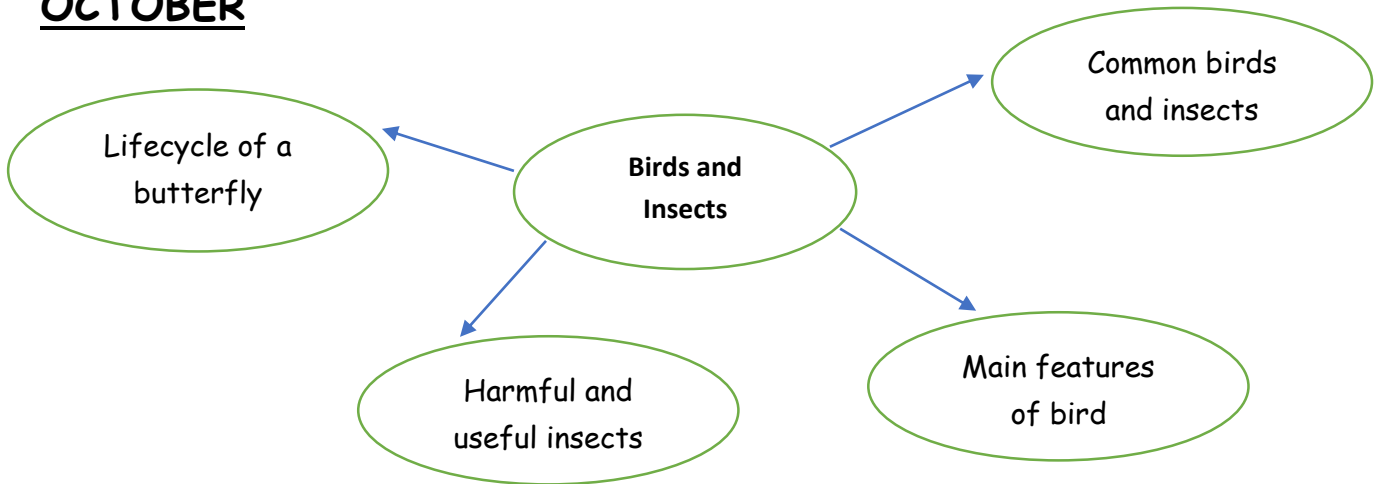 OCTOBER
Common birds
and insects
Lifecycle of a
butterfly
Birds and
Insects
Main features
of bird
Harmful and
useful insects